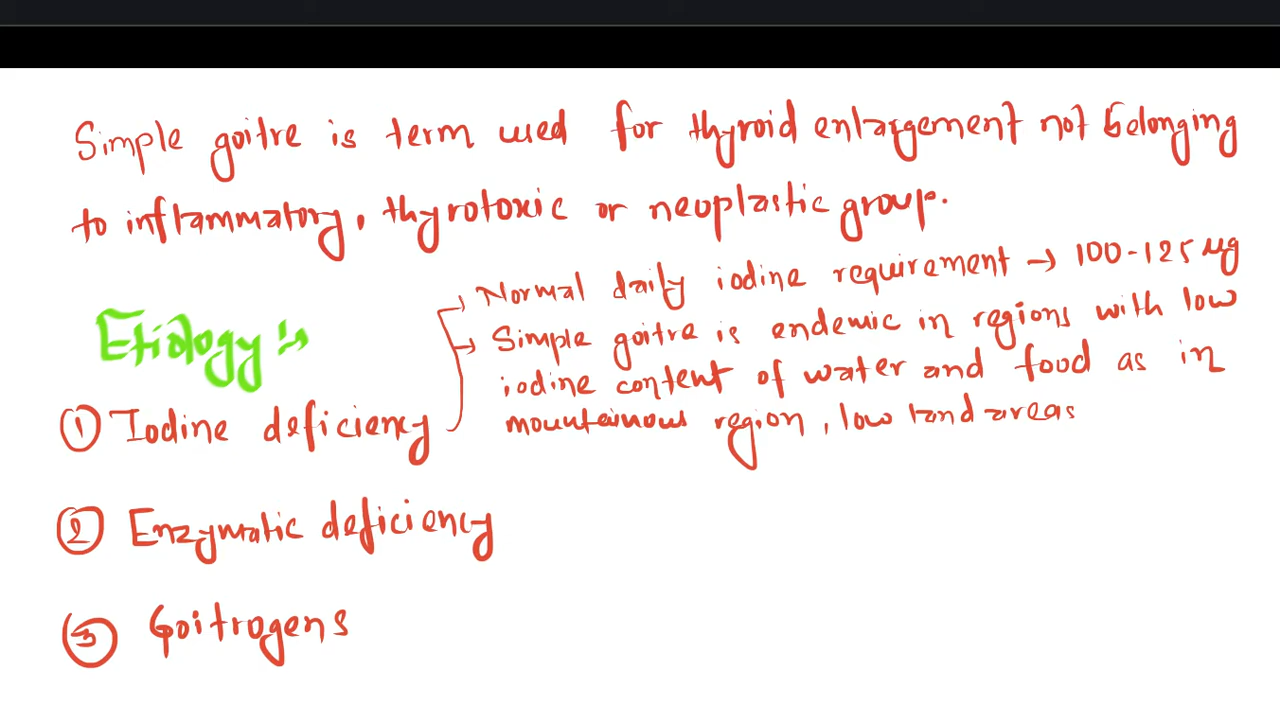 Simple goitre is term used for thyroid enlargement not belonging
to inflammatory, thyrotoxic or neoplastic group.
Etiology :→
① Iodine deficiency
→ Normal daily iodine requirement → 100-125 µg
→ Simple goitre is endemic in regions with low
iodine content of water and food as in
mountainous region, low land areas
② Enzymatic deficiency
③ Goitrogens